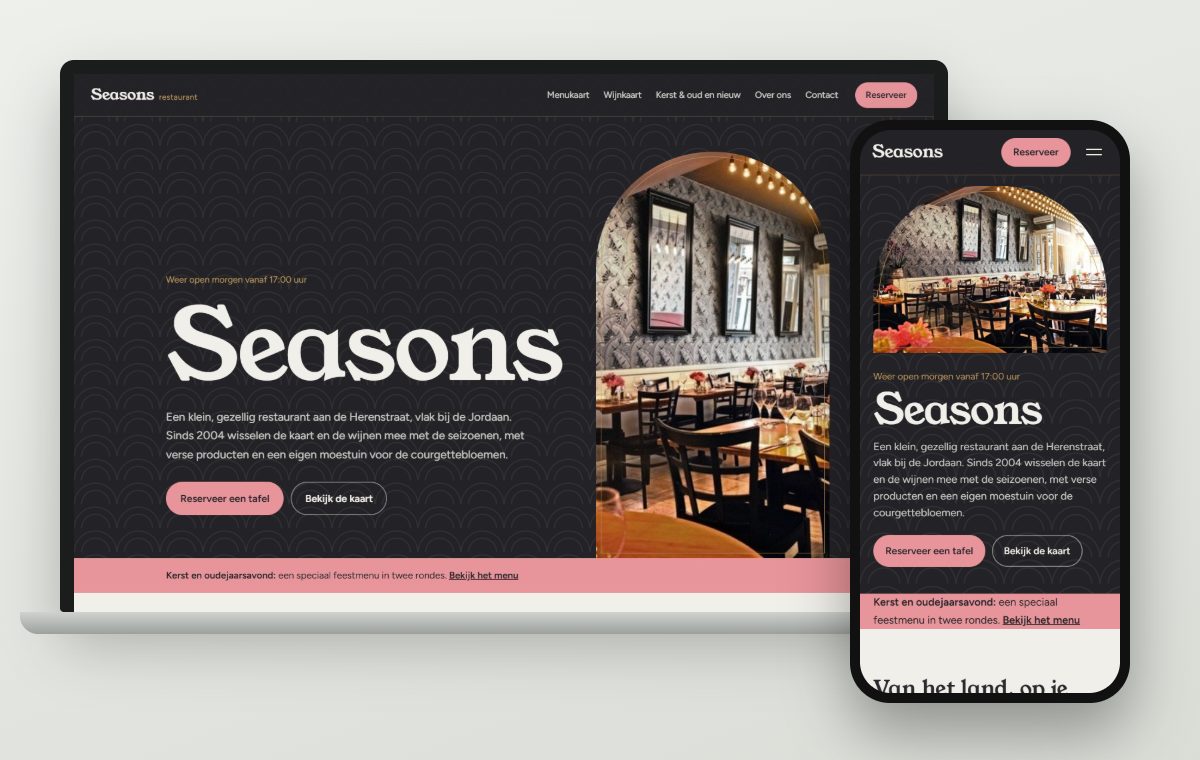 Seasons restaurant
Menukaart Wijnkaart Kerst & oud en nieuw Over ons Contact Reserveer
Weer open morgen vanaf 17:00 uur
Seasons
Een klein, gezellig restaurant aan de Herenstraat, vlak bij de Jordaan.
Sinds 2004 wisselen de kaart en de wijnen mee met de seizoenen, met
verse producten en een eigen moestuin voor de courgettebloemen.
Reserveer een tafel Bekijk de kaart
Kerst en oudejaarsavond: een speciaal feestmenu in twee rondes. Bekijk het menu
Seasons Reserveer
Weer open morgen vanaf 17:00 uur
Seasons
Een klein, gezellig restaurant aan de Herenstraat,
vlak bij de Jordaan. Sinds 2004 wisselen de kaart
en de wijnen mee met de seizoenen, met verse
producten en een eigen moestuin voor de
courgettebloemen.
Reserveer een tafel Bekijk de kaart
Kerst en oudejaarsavond: een speciaal
feestmenu in twee rondes. Bekijk het menu
Van het land, op je